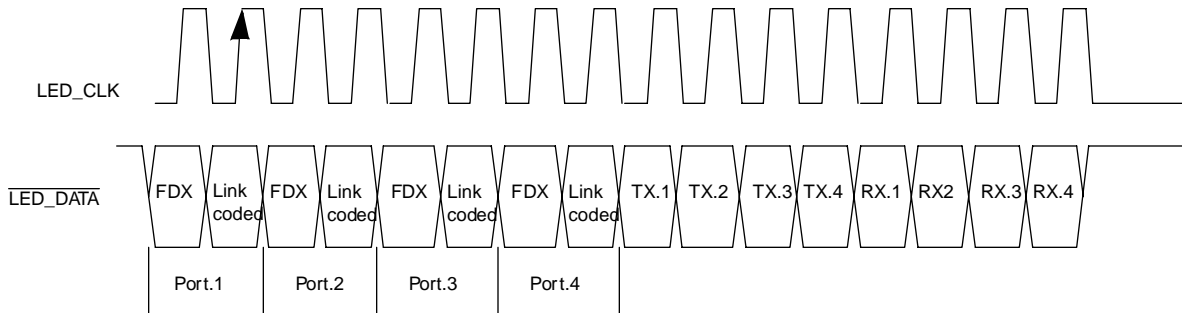 LED_CLK
LED_DATA
FDX Link coded FDX Link coded FDX Link coded FDX Link coded TX.1 TX.2 TX.3 TX.4 RX.1 RX2 RX.3 RX.4
Port.1 Port.2 Port.3 Port.4